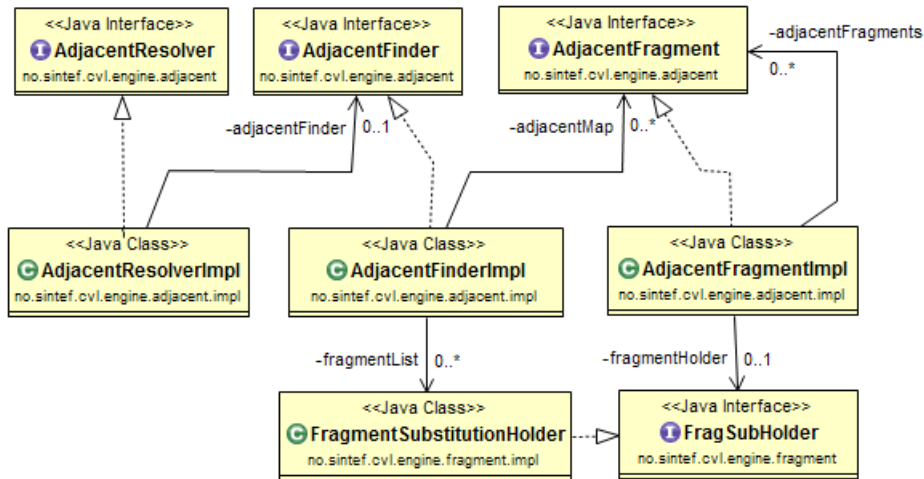 <<Java Interface>>
I AdjacentResolver
no.sintef.cvl.engine.adjacent
<<Java Interface>>
I AdjacentFinder
no.sintef.cvl.engine.adjacent
<<Java Interface>>
I AdjacentFragment
no.sintef.cvl.engine.adjacent
-adjacentFragments
0..*
-adjacentFinder
0..1
-adjacentMap
0..*
<<Java Class>>
C AdjacentResolverImpl
no.sintef.cvl.engine.adjacent.impl
<<Java Class>>
C AdjacentFinderImpl
no.sintef.cvl.engine.adjacent.impl
<<Java Class>>
C AdjacentFragmentImpl
no.sintef.cvl.engine.adjacent.impl
-fragmentList
0..*
-fragmentHolder
0..1
<<Java Class>>
C FragmentSubstitutionHolder
no.sintef.cvl.engine.fragment.impl
<<Java Interface>>
I FragSubHolder
no.sintef.cvl.engine.fragment